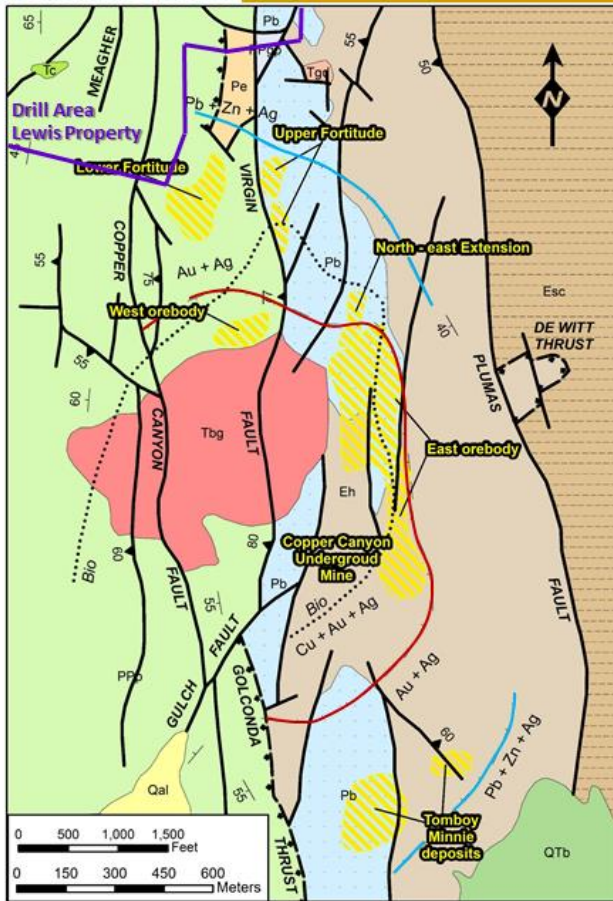 65
Pb
55
50
MEAGHER
Tc
PPgp
Tgd
Pe
N
Drill Area
Lewis Property
Pb + Zn + Ag
Upper Fortitude
Lower Fortitude
VIRGIN
COPPER
Pb
North - east Extension
55
75
Au + Ag
Esc
West orebody
40
DE WITT
THRUST
55
PLUMAS
60
CANYON
FAULT
Tbg
East orebody
Eh
80
Copper Canyon
Undergroud
Mine
Bio
60
Pb
Bio
FAULT
55
FAULT
Cu + Au + Ag
FAULT
PPp
GULCH
GOLCONDA
Au + Ag
60
Pb + Zn + Ag
Qal
55
Pb
Tomboy
Minnie
deposits
QTb
THRUST
0 500 1,000 1,500
Feet
0 150 300 450 600
Meters